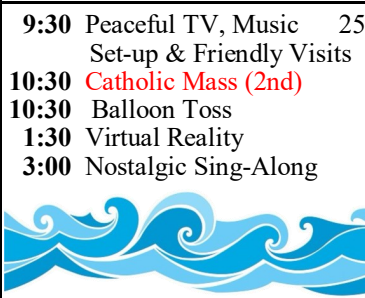 9:30 Peaceful TV, Music 25
Set-up & Friendly Visits
10:30 Catholic Mass (2nd)
10:30 Balloon Toss
1:30 Virtual Reality
3:00 Nostalgic Sing-Along